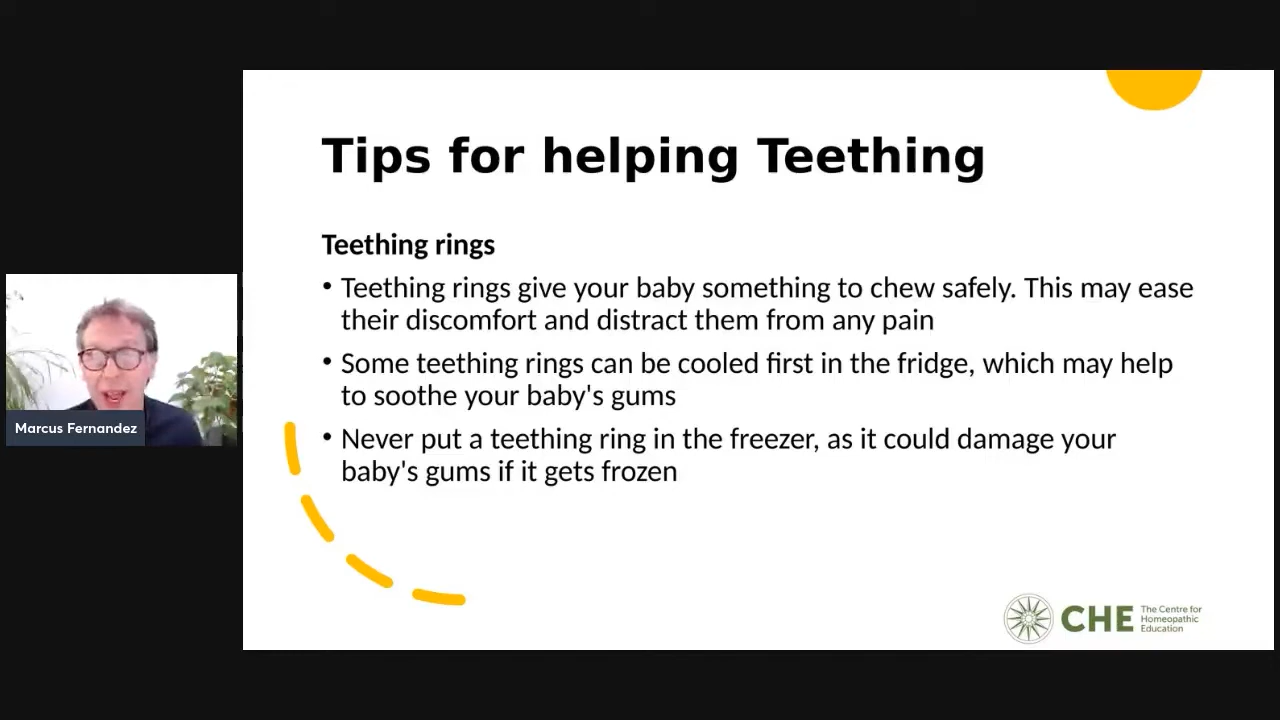 Tips for helping Teething
Teething rings
• Teething rings give your baby something to chew safely. This may ease
their discomfort and distract them from any pain
• Some teething rings can be cooled first in the fridge, which may help
to soothe your baby's gums
• Never put a teething ring in the freezer, as it could damage your
baby's gums if it gets frozen
Marcus Fernandez
CHE
The Centre for
Homeopathic
Education